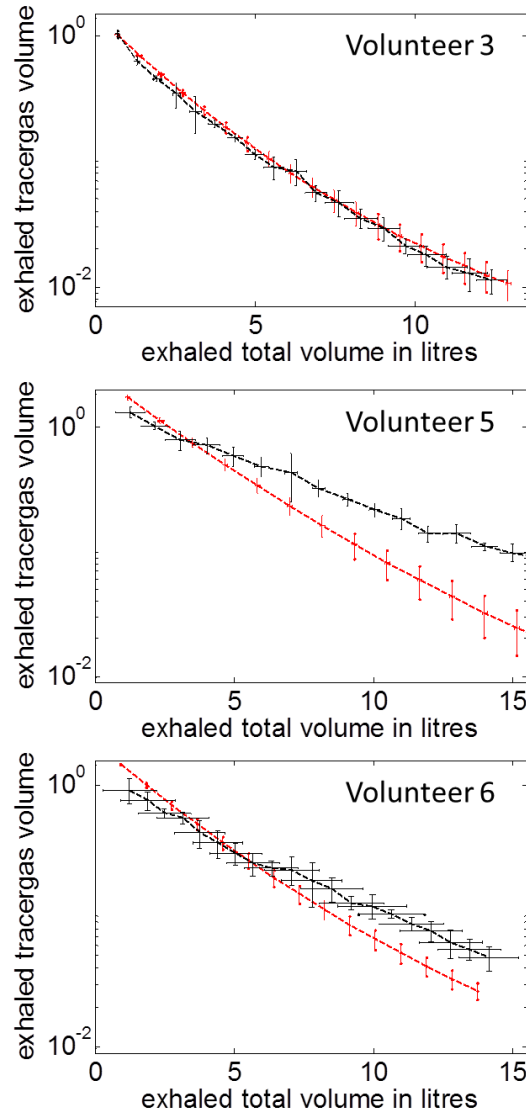 Volunteer 3
exhaled tracergas volume
10^0
10^-2
0
5
10
exhaled total volume in litres
Volunteer 5
exhaled tracergas volume
10^0
10^-2
0
5
10
15
exhaled total volume in litres
Volunteer 6
exhaled tracergas volume
10^0
10^-2
0
5
10
15
exhaled total volume in litres